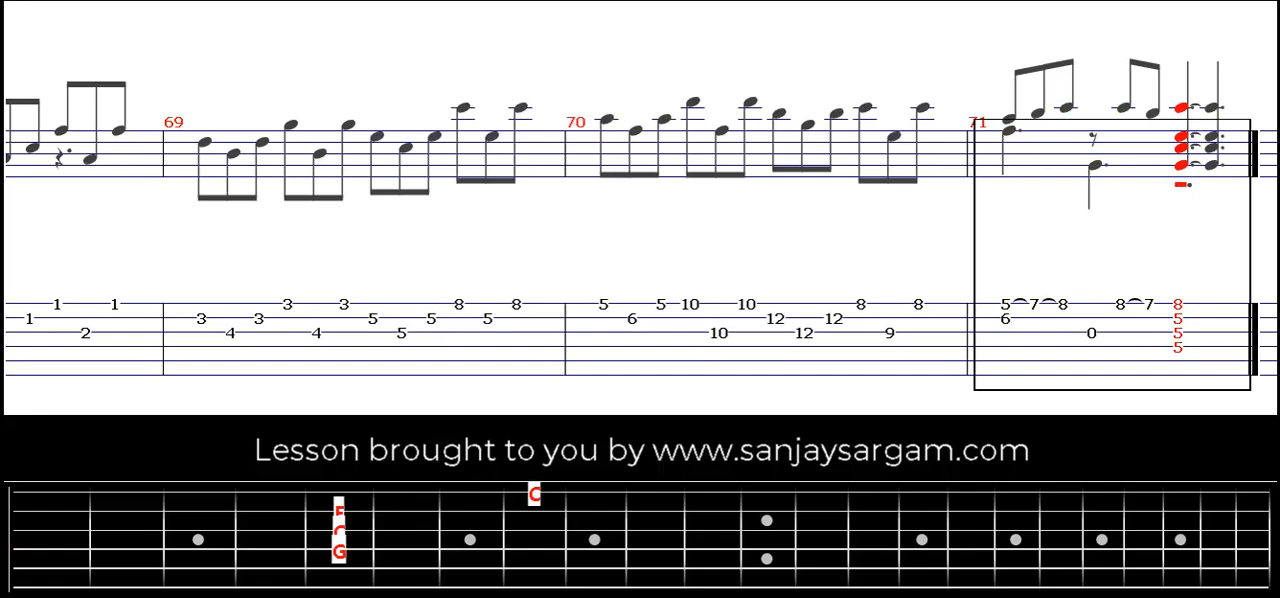 69 70 71
1 1 3 3 8 8 5 10 10 8 8 5 7 8 8 7 8
1 3 3 5 5 5 6 12 12 6 5
2 4 4 5 10 12 9 0 5
5
Lesson brought to you by www.sanjaysargam.com
C
G